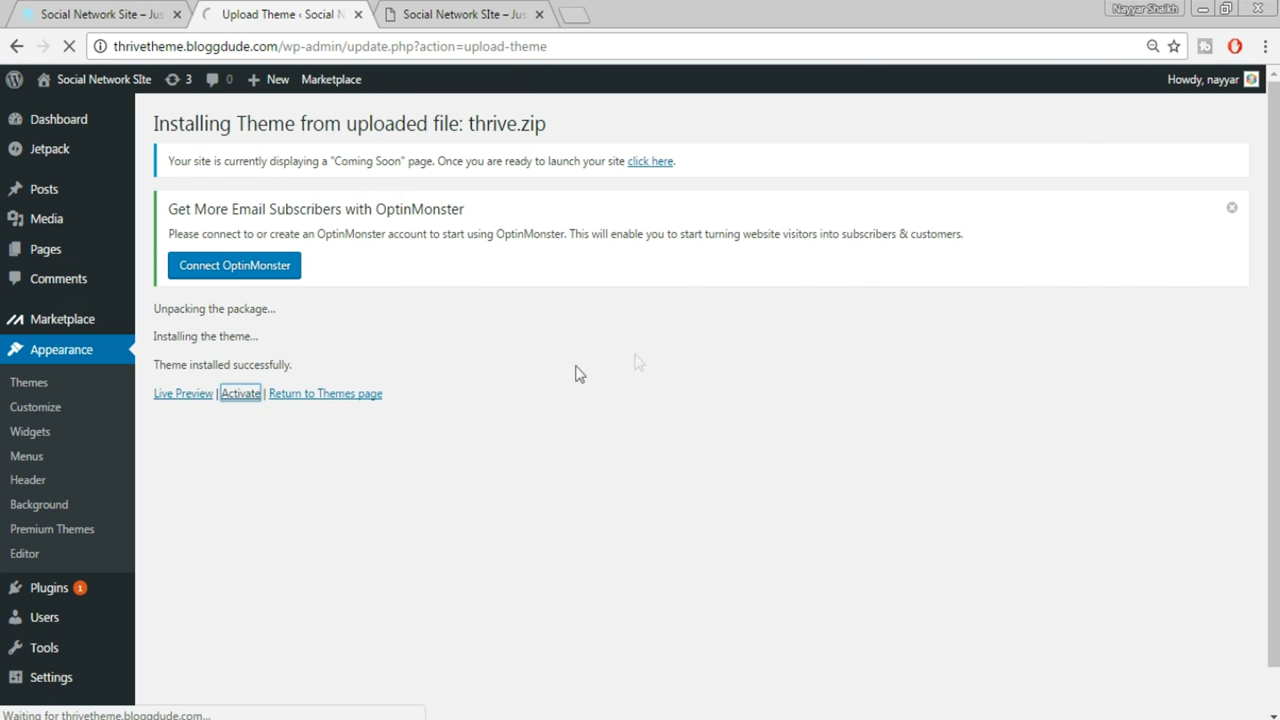 Social Network Site – Jus
Upload Theme ‹ Social N
Social Network SIte – Jus
Nayyar Shaikh
thrivetheme.bloggdude.com/wp-admin/update.php?action=upload-theme
Social Network SIte 3 0 New Marketplace Howdy, nayyar
Dashboard
Jetpack
Posts
Media
Pages
Comments
Marketplace
Appearance
Themes
Customize
Widgets
Menus
Header
Background
Premium Themes
Editor
Plugins 1
Users
Tools
Settings
Installing Theme from uploaded file: thrive.zip
Your site is currently displaying a "Coming Soon" page. Once you are ready to launch your site click here.
Get More Email Subscribers with OptinMonster
Please connect to or create an OptinMonster account to start using OptinMonster. This will enable you to start turning website visitors into subscribers & customers.
Connect OptinMonster
Unpacking the package...
Installing the theme...
Theme installed successfully.
Live Preview | Activate | Return to Themes page
Waiting for thrivetheme.bloggdude.com...